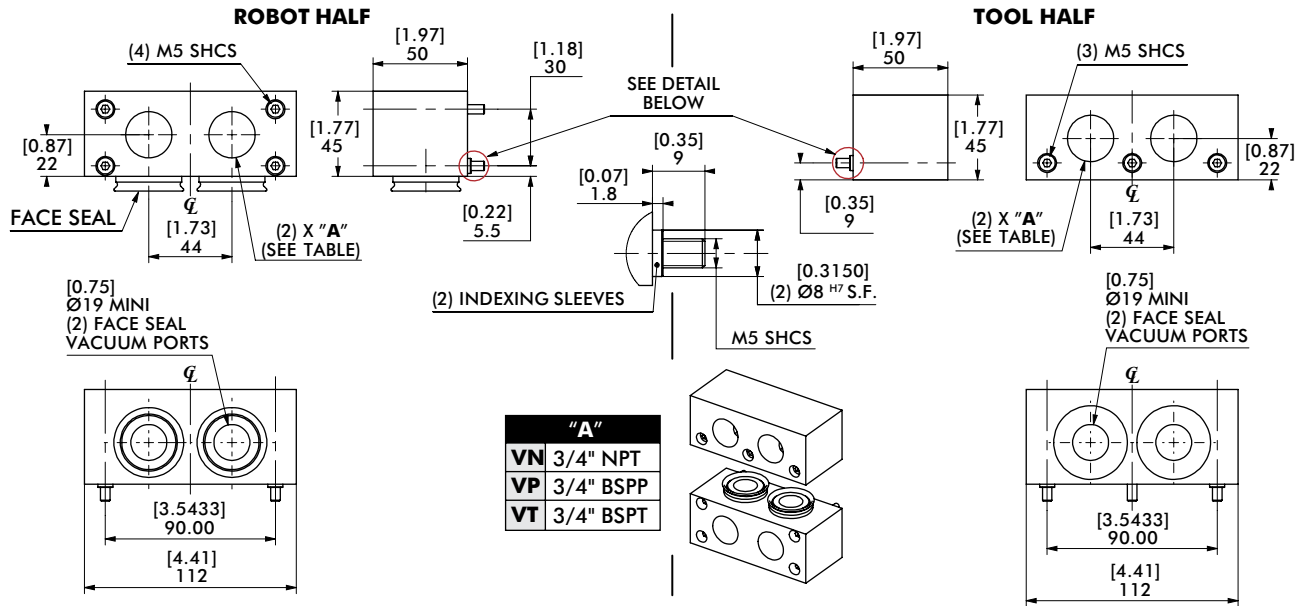 ROBOT HALF
(4) M5 SHCS
[1.97]
50
[1.18]
30
[0.87]
22
[1.77]
45
FACE SEAL
℄
[1.73]
44
(2) X "A"
(SEE TABLE)
[0.22]
5.5
SEE DETAIL
BELOW
[0.35]
9
[0.07]
1.8
(2) INDEXING SLEEVES
[0.3150]
(2) Ø8 H7 S.F.
M5 SHCS
TOOL HALF
[1.97]
50
(3) M5 SHCS
[1.77]
45
[0.87]
22
[0.35]
9
(2) X "A"
(SEE TABLE)
℄
[1.73]
44
[0.75]
Ø19 MINI
(2) FACE SEAL
VACUUM PORTS
℄
[3.5433]
90.00
[4.41]
112
"A"
VN 3/4" NPT
VP 3/4" BSPP
VT 3/4" BSPT
[0.75]
Ø19 MINI
(2) FACE SEAL
VACUUM PORTS
℄
[3.5433]
90.00
[4.41]
112